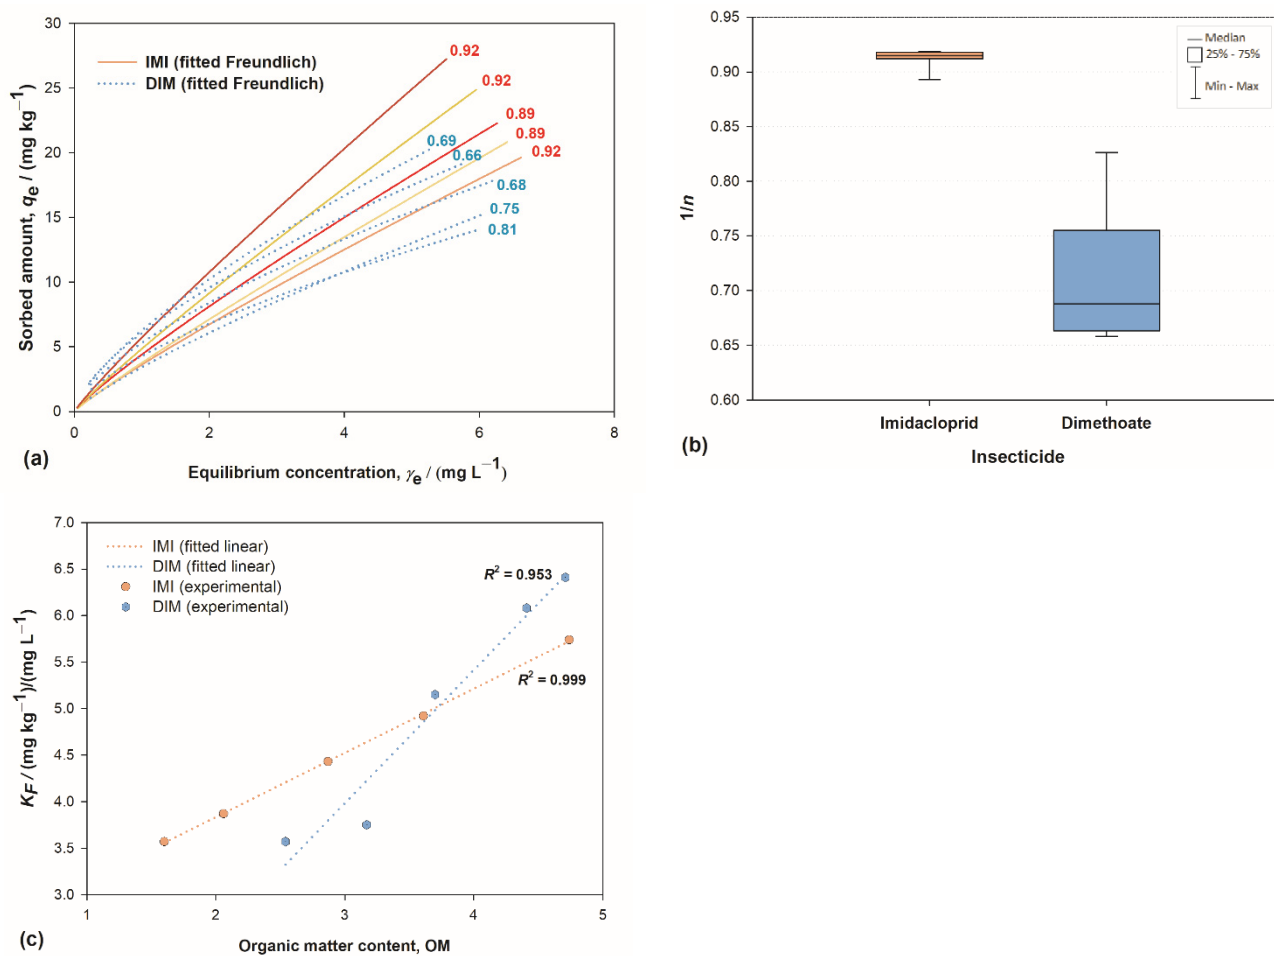 30
25
20
15
10
5
0
Sorbed amount, qe / (mg kg−1)
IMI (fitted Freundlich)
DIM (fitted Freundlich)
0.92
0.92
0.89
0.89
0.92
0.69
0.66
0.68
0.75
0.81
0 2 4 6 8
(a)
Equilibrium concentration, γe / (mg L−1)
0.95
0.90
0.85
0.80
0.75
0.70
0.65
0.60
1/n
Median
25% - 75%
Min - Max
Imidacloprid Dimethoate
(b)
Insecticide
7.0
6.5
6.0
5.5
5.0
4.5
4.0
3.5
3.0
KF / (mg kg−1)/(mg L−1)
IMI (fitted linear)
DIM (fitted linear)
IMI (experimental)
DIM (experimental)
R2 = 0.953
R2 = 0.999
1 2 3 4 5
(c)
Organic matter content, OM